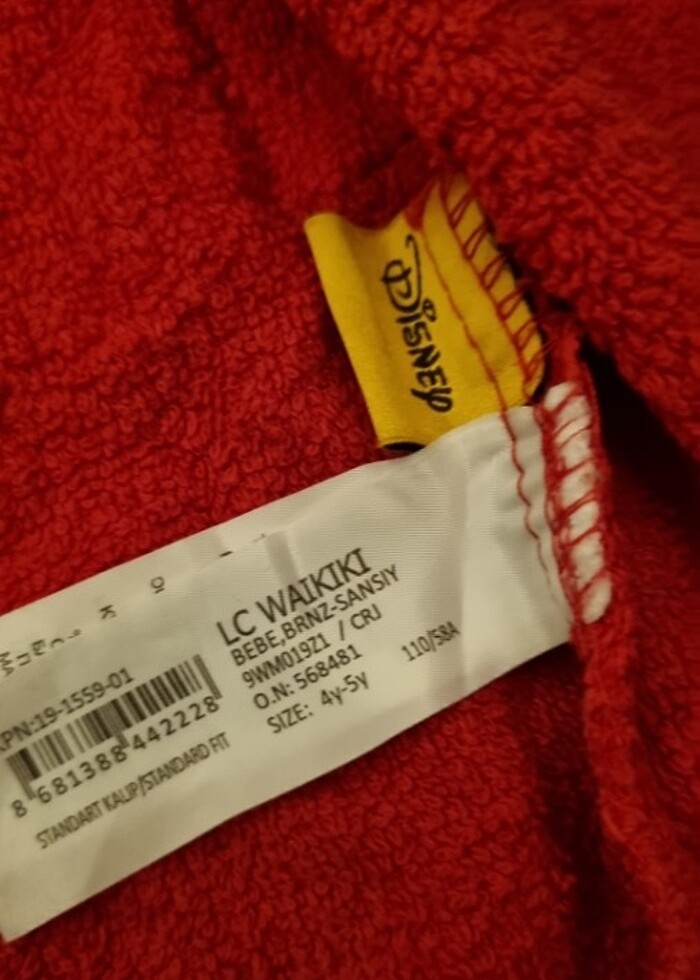 DISNEY
LC WAIKIKI
BEBE,BRNZ-SANSIY
9WM019Z1 / CRJ
O.N: 568481
SIZE: 4y-5y 110/58A
PN:19-1559-01
8 681388 442228
STANDART KALIP/STANDARD FIT